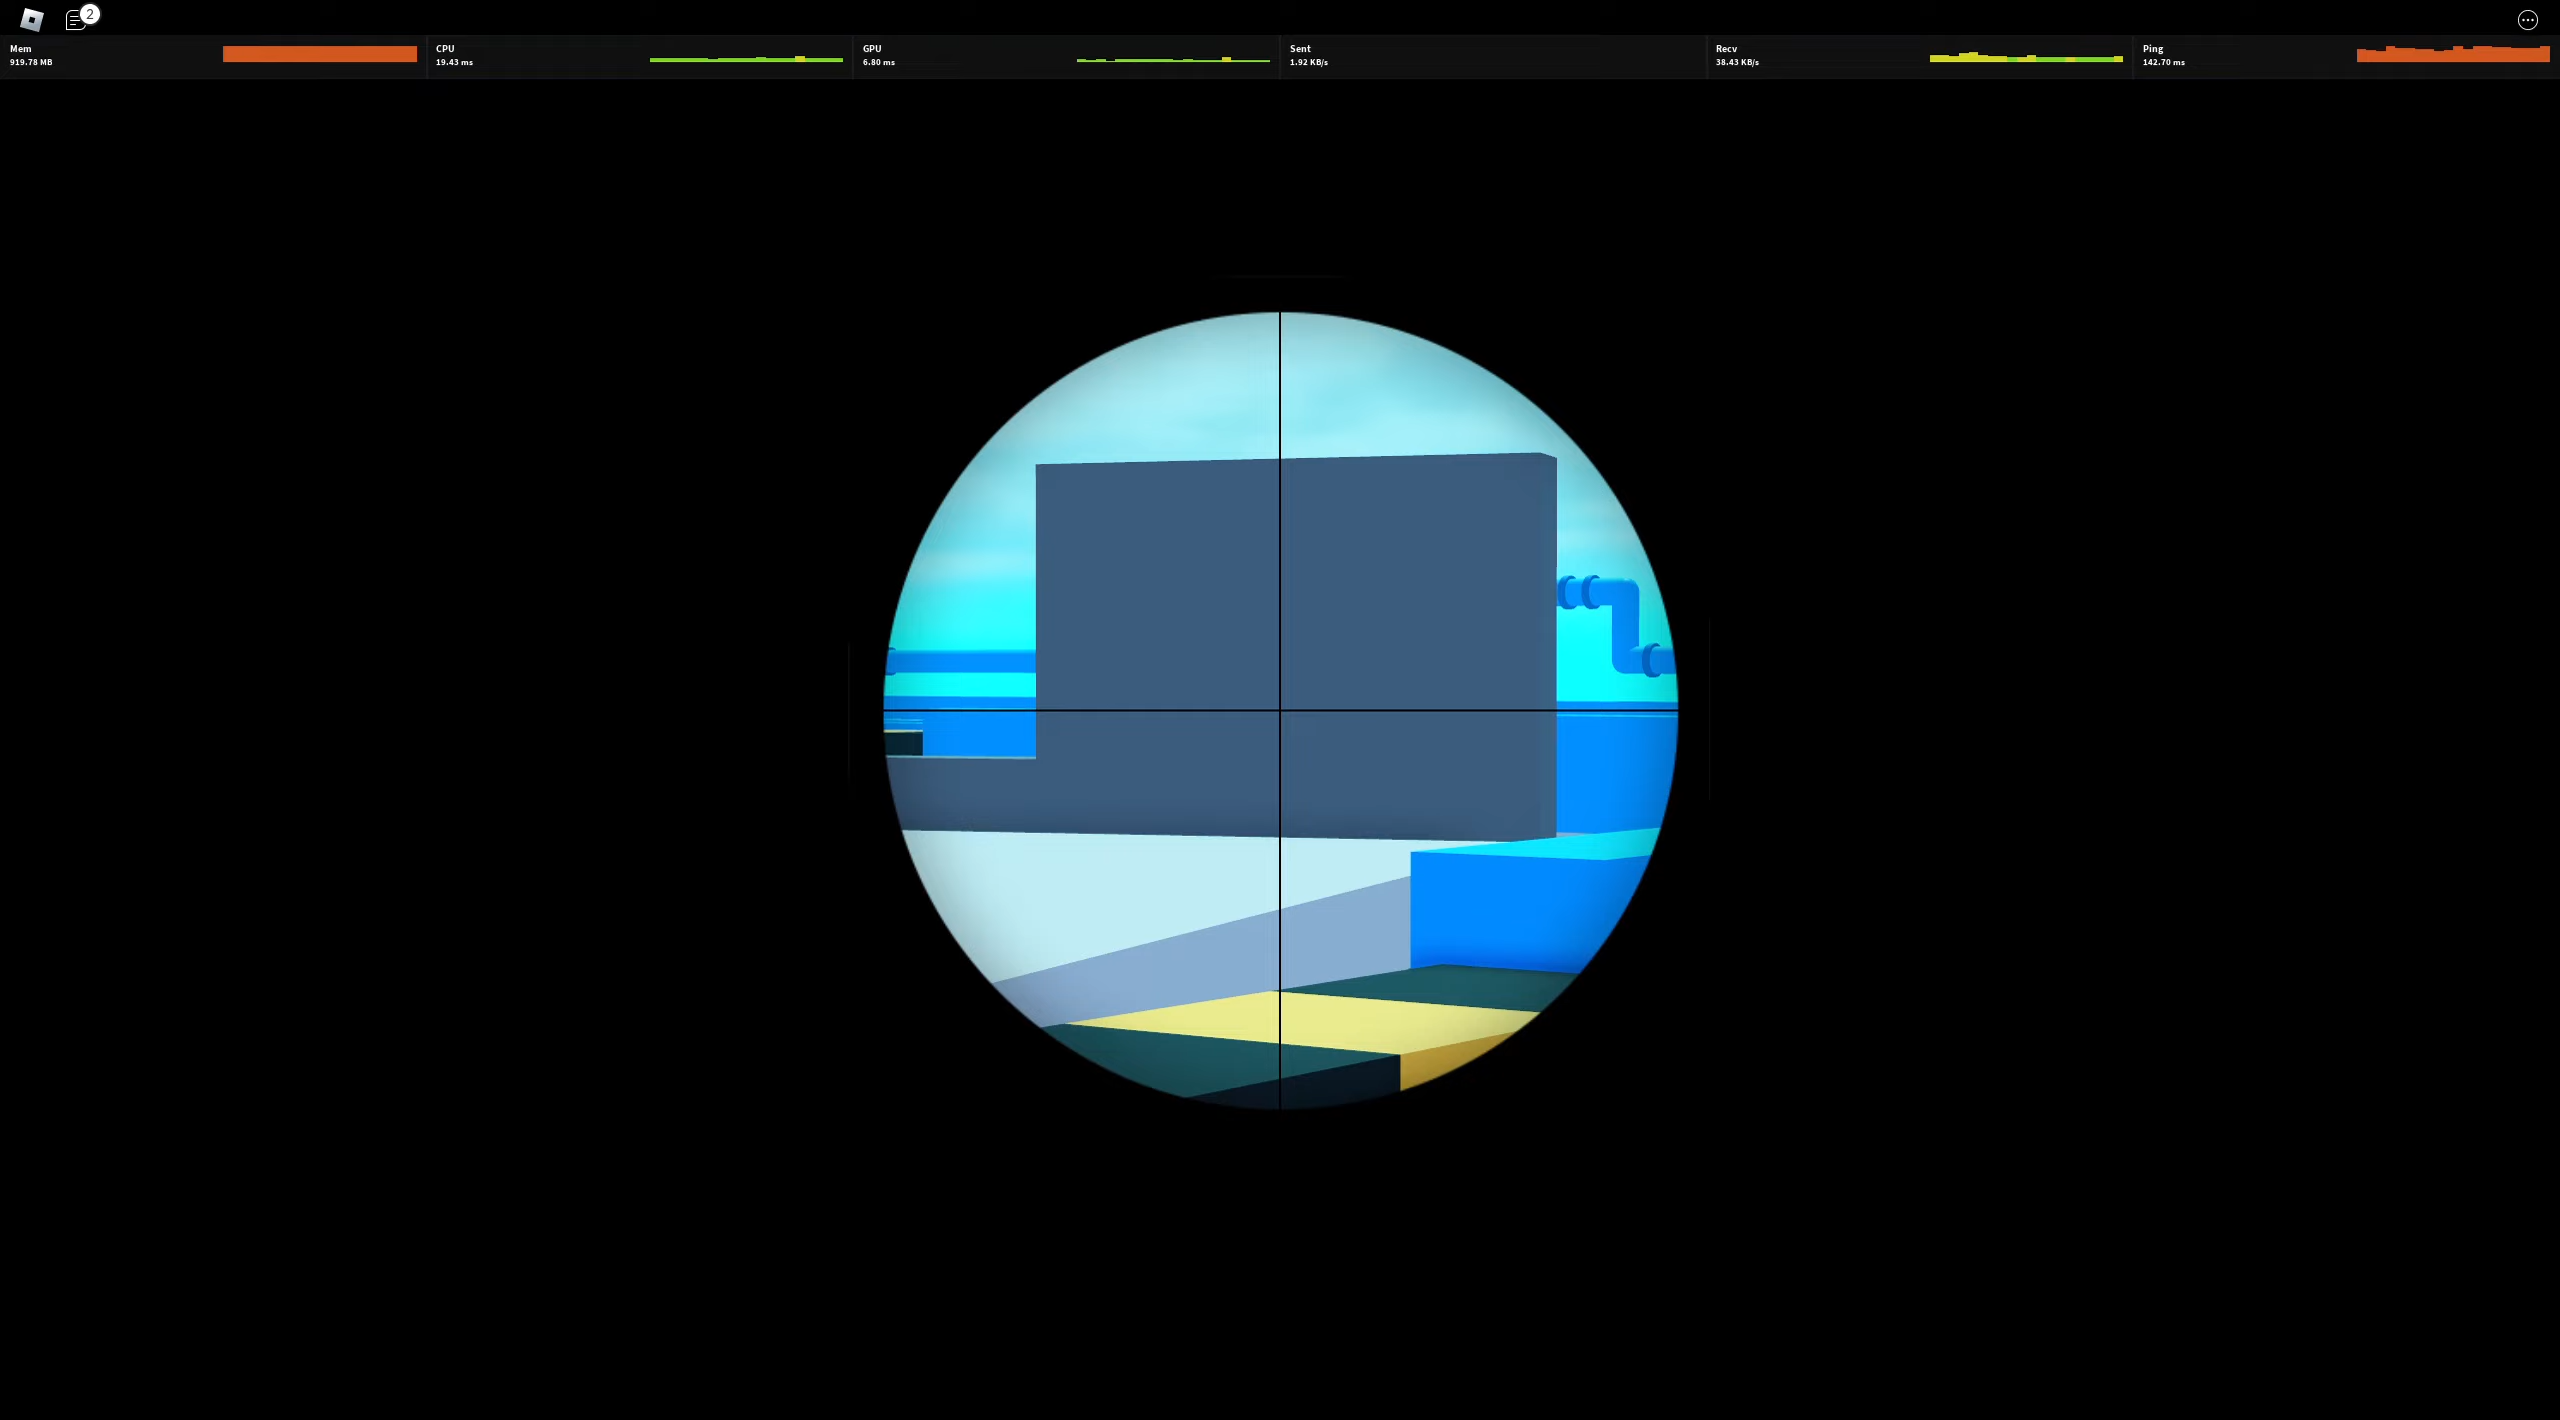 2
Mem
919.78 MB
CPU
19.43 ms
GPU
6.80 ms
Sent
1.92 KB/s
Recv
38.43 KB/s
Ping
142.70 ms